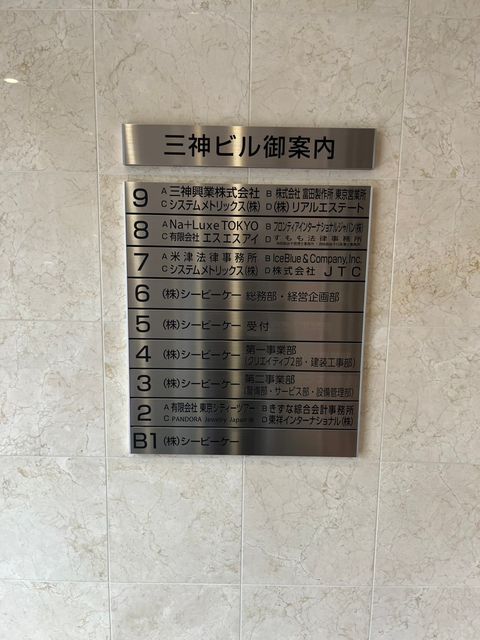 三神ビル御案内
9 A 三神興業株式会社 B 株式会社 富田製作所 東京営業所
C システムメトリックス(株) D (株) リアルエステート
8 A Na+Luxe TOKYO B フロンティアインターナショナルジャパン(株)
C 有限会社 エスエスアイ D すもも法律事務所
7 A 米津法律事務所 B IceBlue & Company, Inc.
C システムメトリックス(株) D 株式会社 JTC
6 (株) シービーケー 総務部・経営企画部
5 (株) シービーケー 受付
4 (株) シービーケー 第一事業部
(クリエイティブ2部・建装工事部)
3 (株) シービーケー 第二事業部
(警備部・サービス部・設備管理部)
2 A 有限会社 東京シティーツアー B きずな綜合会計事務所
C PANDORA Jewelry Japan D 東祥インターナショナル(株)
B1 (株) シービーケー